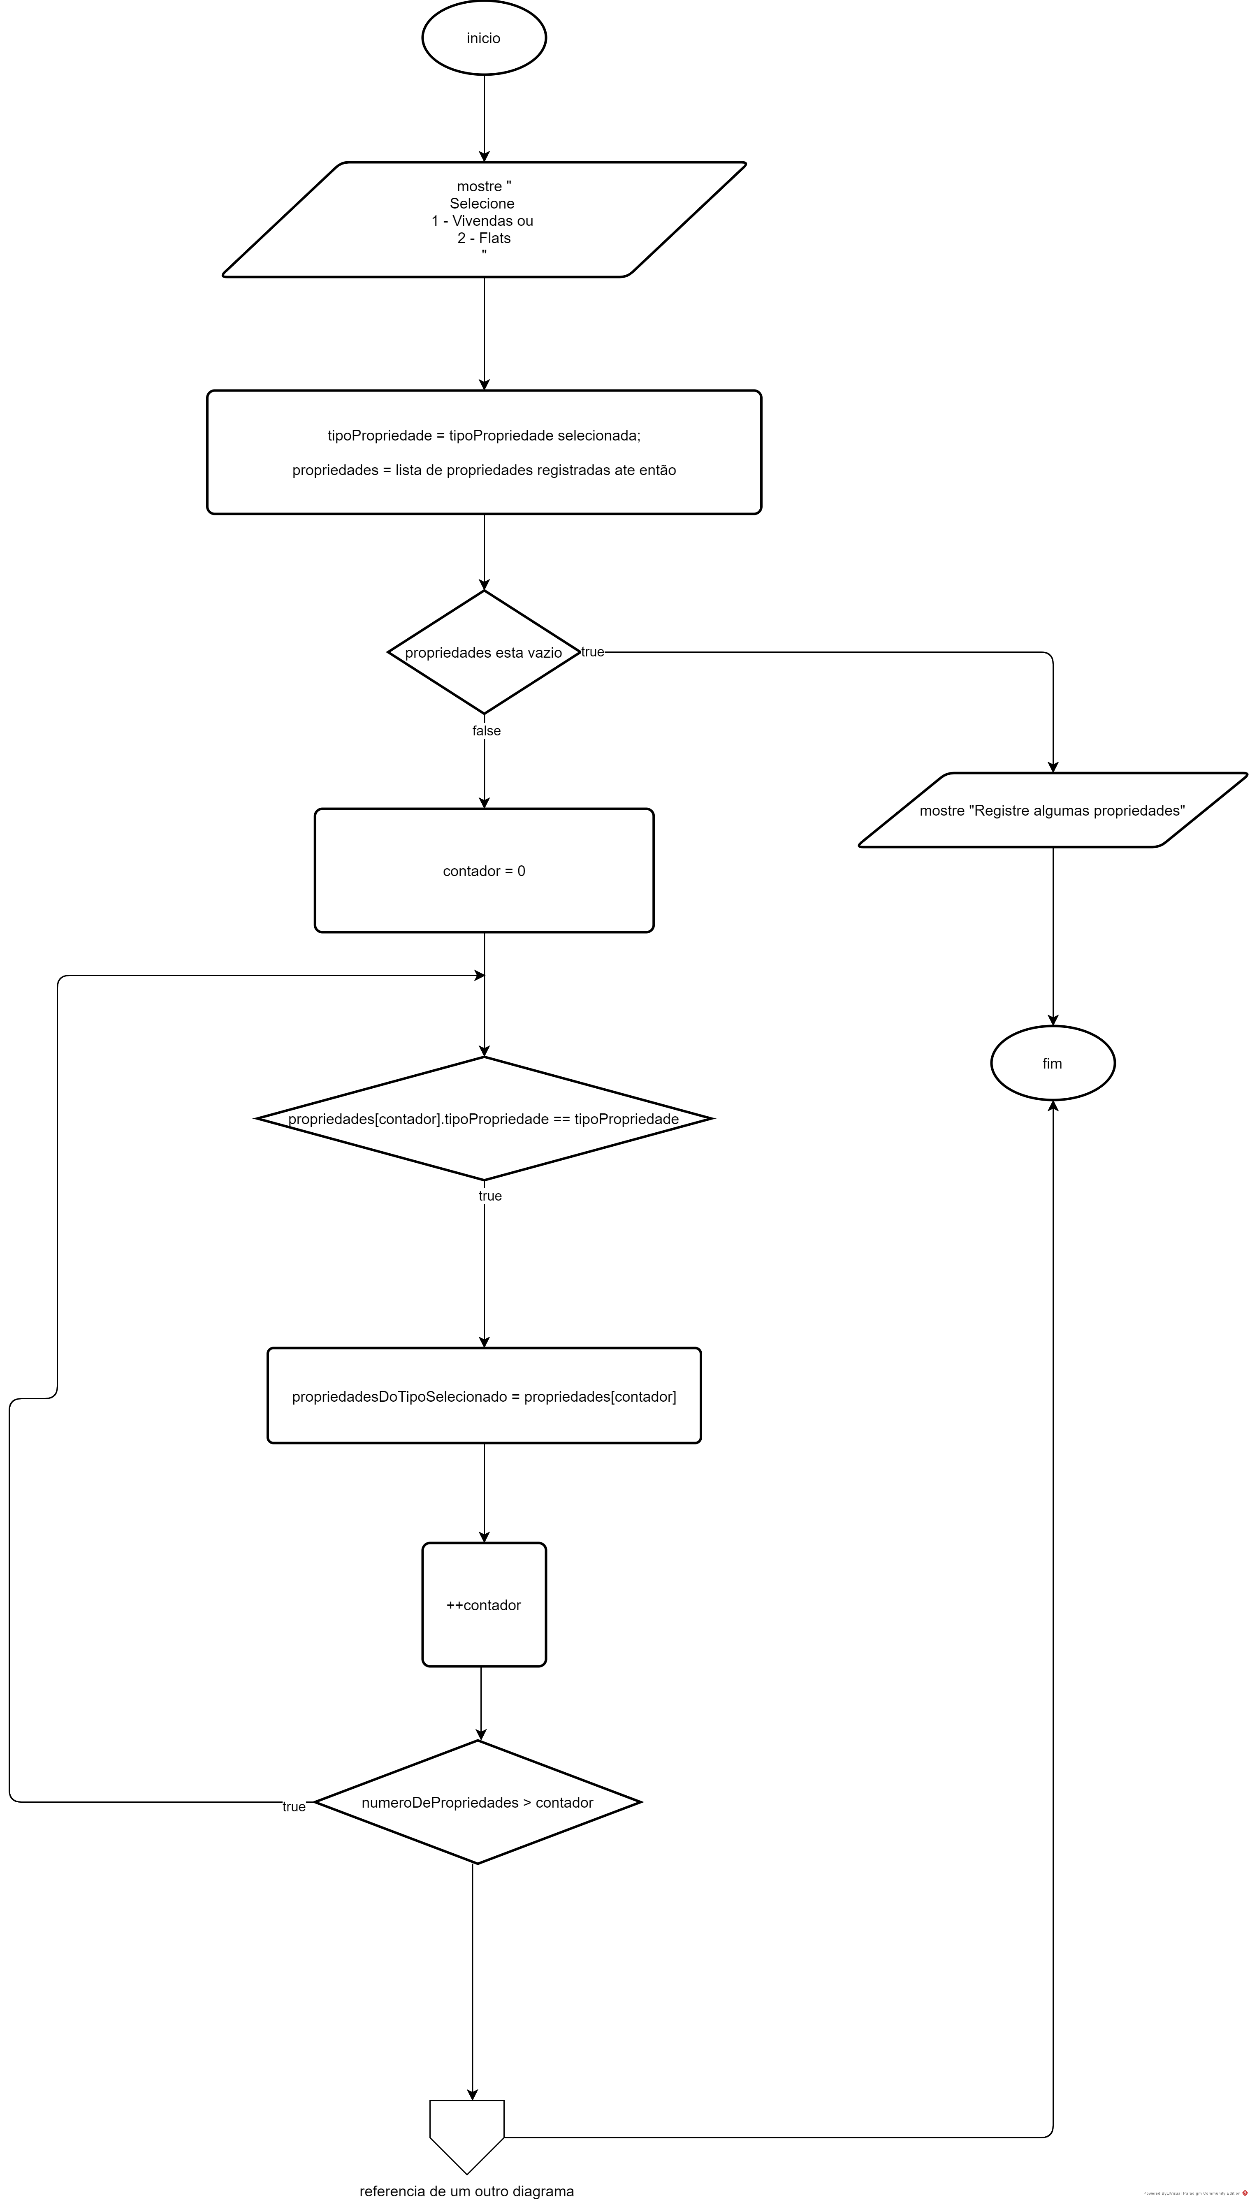 inicio
mostre "
Selecione
1 - Vivendas ou
2 - Flats
"
tipoPropriedade = tipoPropriedade selecionada;
propriedades = lista de propriedades registradas ate então
propriedades esta vazio
true
false
mostre "Registre algumas propriedades"
contador = 0
fim
propriedades[contador].tipoPropriedade == tipoPropriedade
true
propriedadesDoTipoSelecionado = propriedades[contador]
++contador
numeroDePropriedades > contador
true
referencia de um outro diagrama